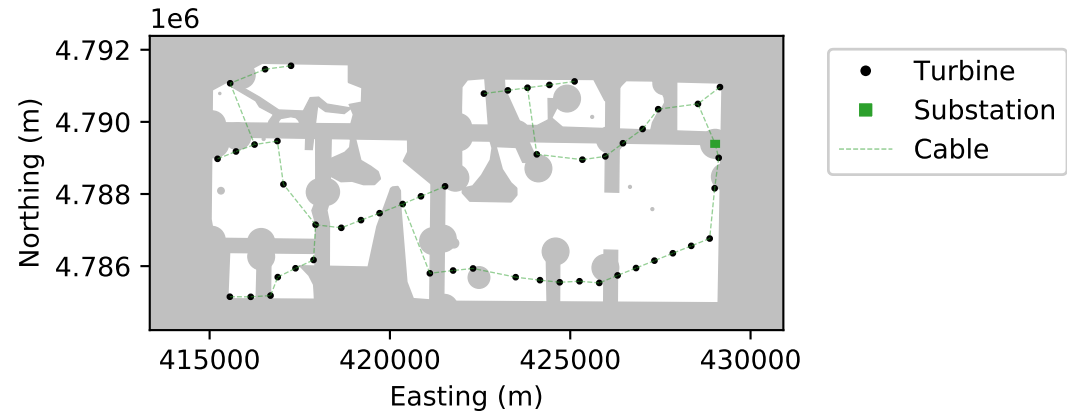 1e6
4.792
4.790
4.788
4.786
Northing (m)
415000 420000 425000 430000
Easting (m)
Turbine
Substation
Cable